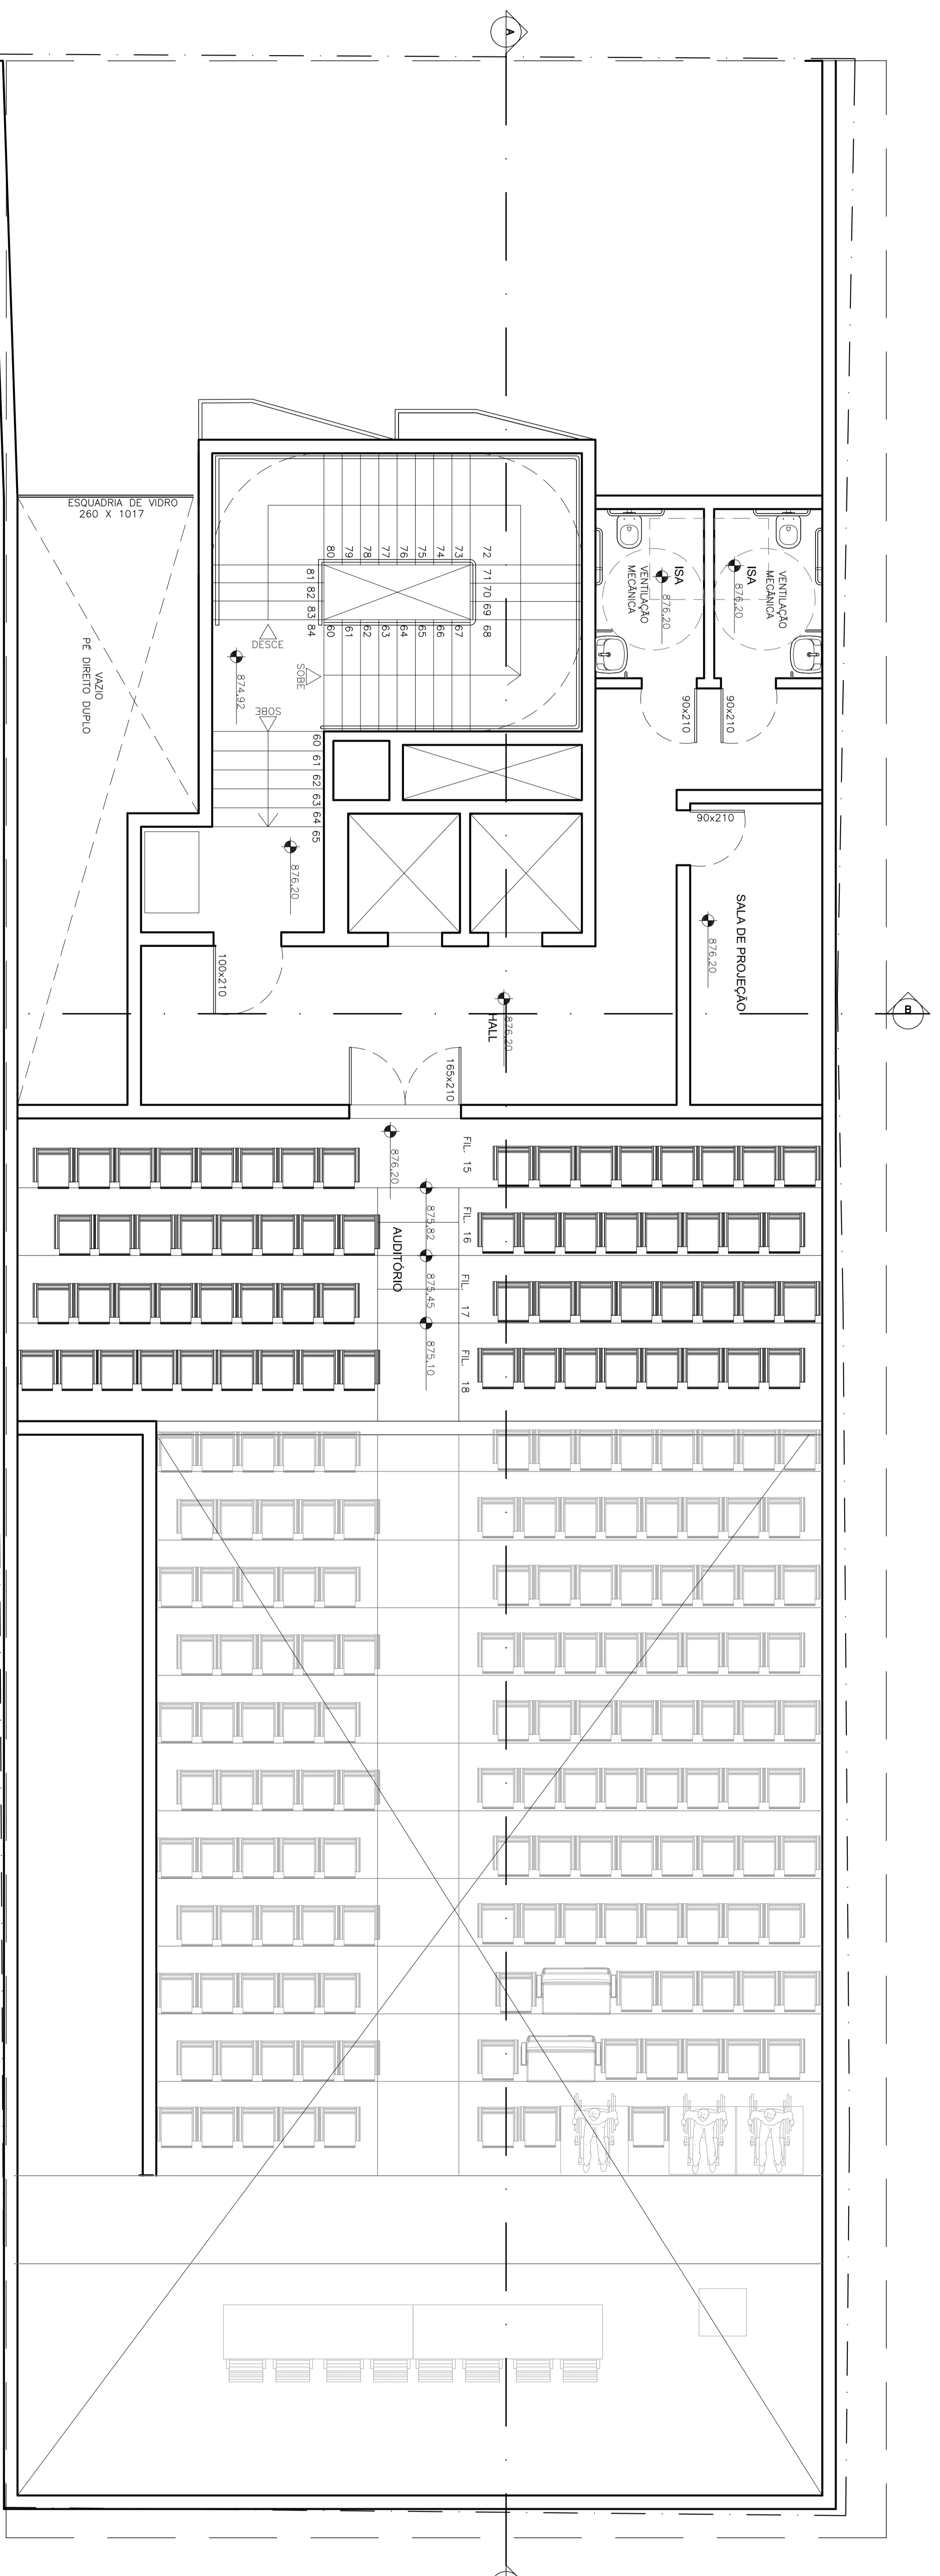 A
ESQUADRIA DE VIDRO
260 X 1017
VAZIO
PÉ DIREITO DUPLO
VENTILAÇÃO
MECÂNICA
ISA
876,20
ISA
876,20
VENTILAÇÃO
MECÂNICA
90x210
90x210
72
73
74
75
76
77
78
79
80
71
70
69
68
81
82
83
84
60
61
62
63
64
65
66
67
DESCE
SOBE
874,92
SOBE
60
61
62
63
64
65
876,20
90x210
SALA DE PROJEÇÃO
876,20
100x210
876,20
HALL
B
165x210
876,20
FIL. 15
875,82
FIL. 16
AUDITÓRIO
875,45
FIL. 17
875,10
FIL. 18